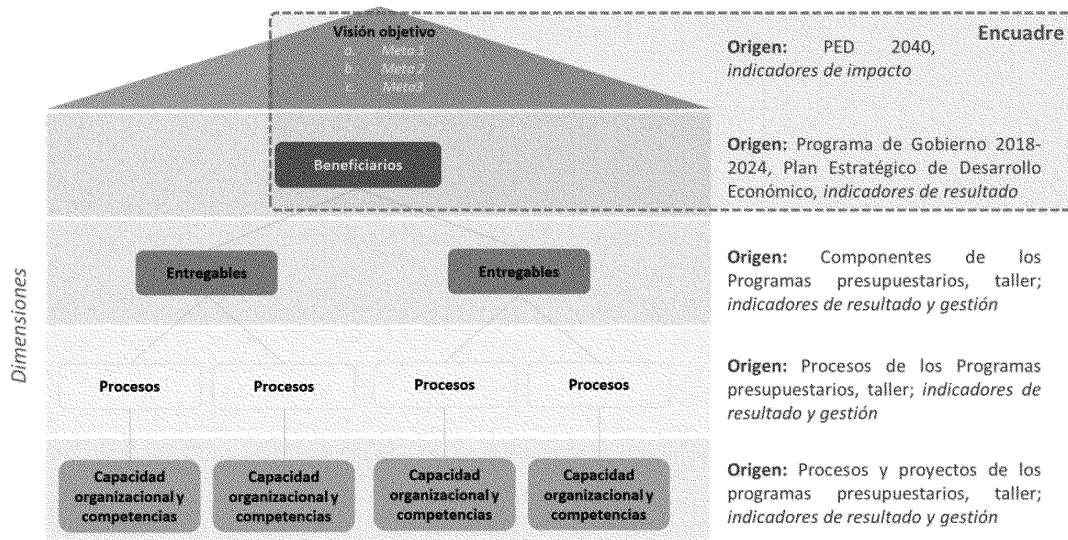 Encuadre
Visión objetivo
a. Meta 1
b. Meta 2
c. Meta3
Origen: PED 2040,
indicadores de impacto
Beneficiarios
Origen: Programa de Gobierno 2018-
2024, Plan Estratégico de Desarrollo
Económico, indicadores de resultado
Dimensiones
Entregables
Entregables
Origen: Componentes de los
Programas presupuestarios, taller;
indicadores de resultado y gestión
Procesos
Procesos
Procesos
Procesos
Origen: Procesos de los Programas
presupuestarios, taller; indicadores de
resultado y gestión
Capacidad
organizacional y
competencias
Capacidad
organizacional y
competencias
Capacidad
organizacional y
competencias
Capacidad
organizacional y
competencias
Origen: Procesos y proyectos de los
programas presupuestarios, taller;
indicadores de resultado y gestión